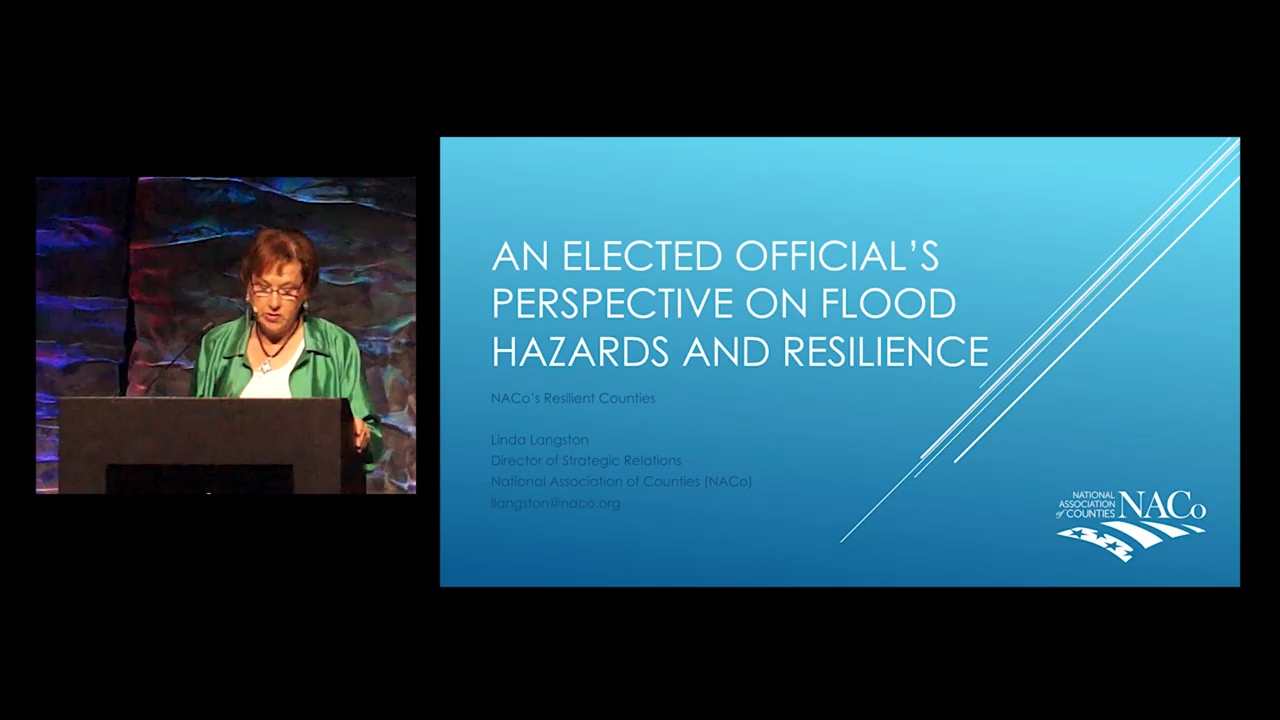 AN ELECTED OFFICIAL’S
PERSPECTIVE ON FLOOD
HAZARDS AND RESILIENCE
NACo’s Resilient Counties
Linda Langston
Director of Strategic Relations
National Association of Counties (NACo)
llangston@naco.org
NATIONAL
ASSOCIATION
of COUNTIES
NACo